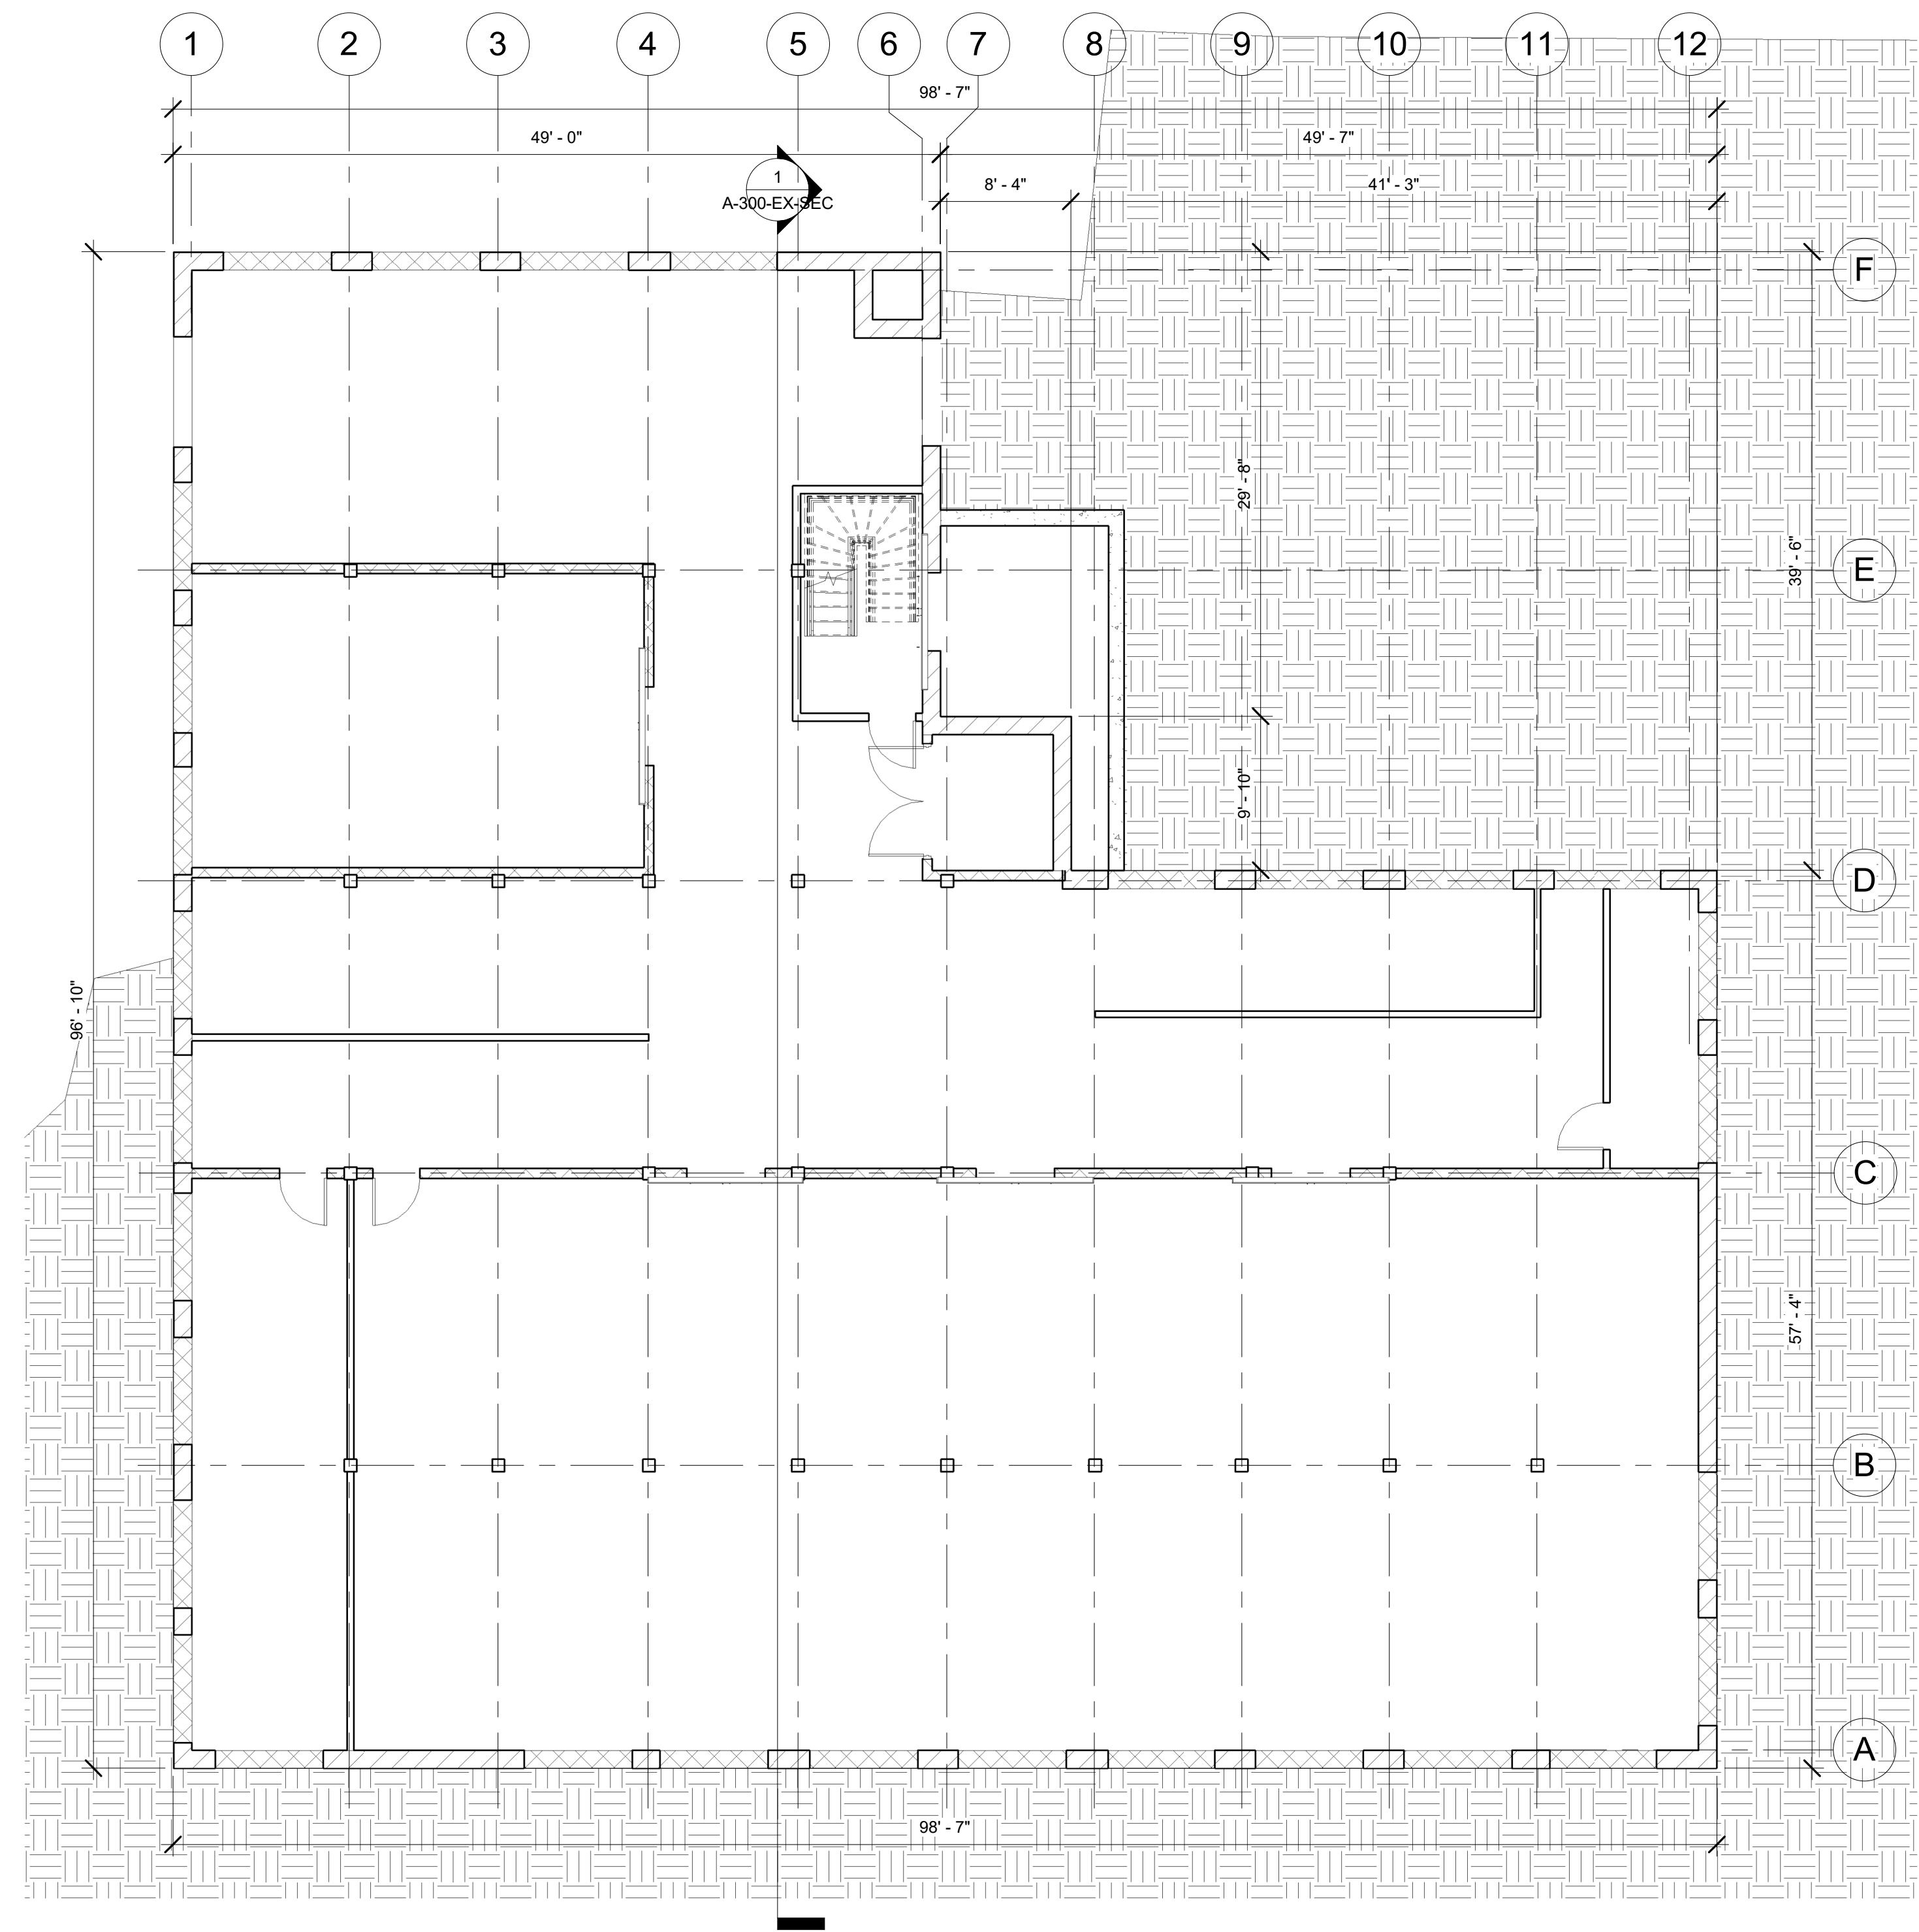 1 2 3 4 5 6 7 8 9 10 11 12
98' - 7"
49' - 0" 49' - 7"
8' - 4" 41' - 3"
1
A-300-EX-SEC
F
29' - 8"
39' - 6"
E
9' - 10"
D
96' - 10"
C
57' - 4"
B
A
98' - 7"